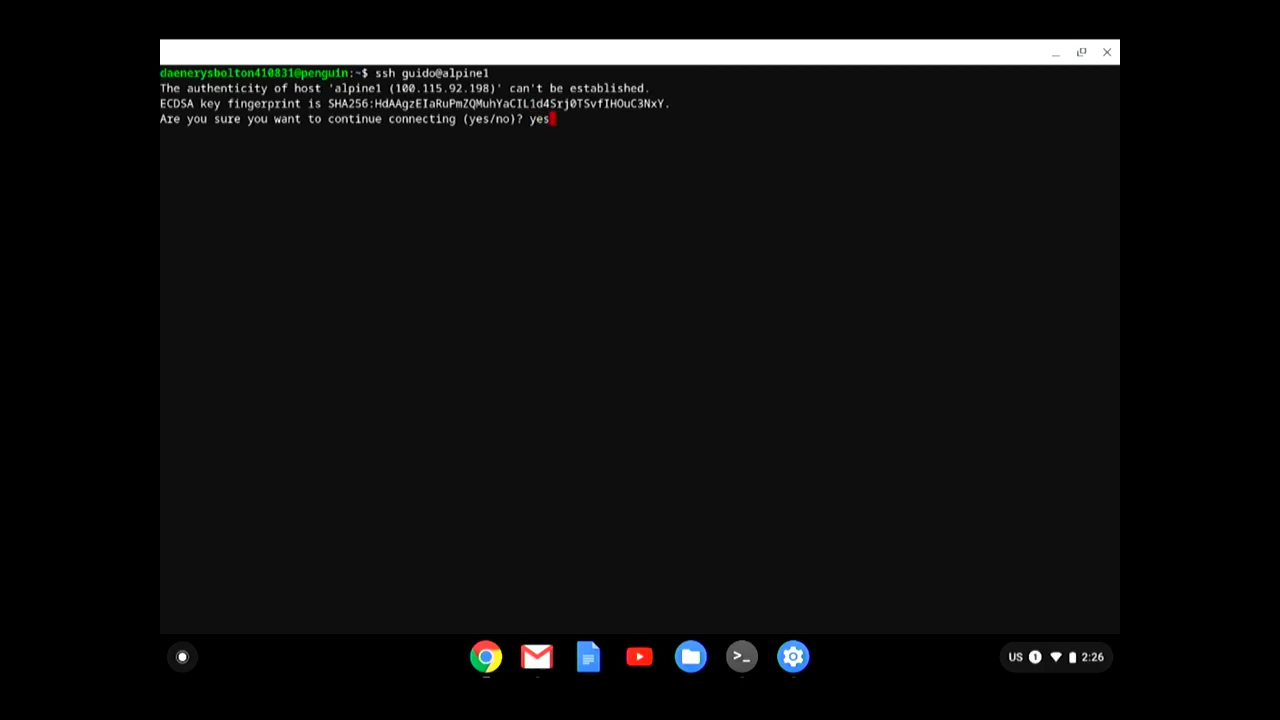 daenerysbolton410831@penguin:~$ ssh guido@alpine1
The authenticity of host 'alpine1 (100.115.92.198)' can't be established.
ECDSA key fingerprint is SHA256:HdAAgzEIaRuPmZQMuhYaCIL1d4Srj0TSvfIHOuC3NxY.
Are you sure you want to continue connecting (yes/no)? yes
>_
US 1 2:26